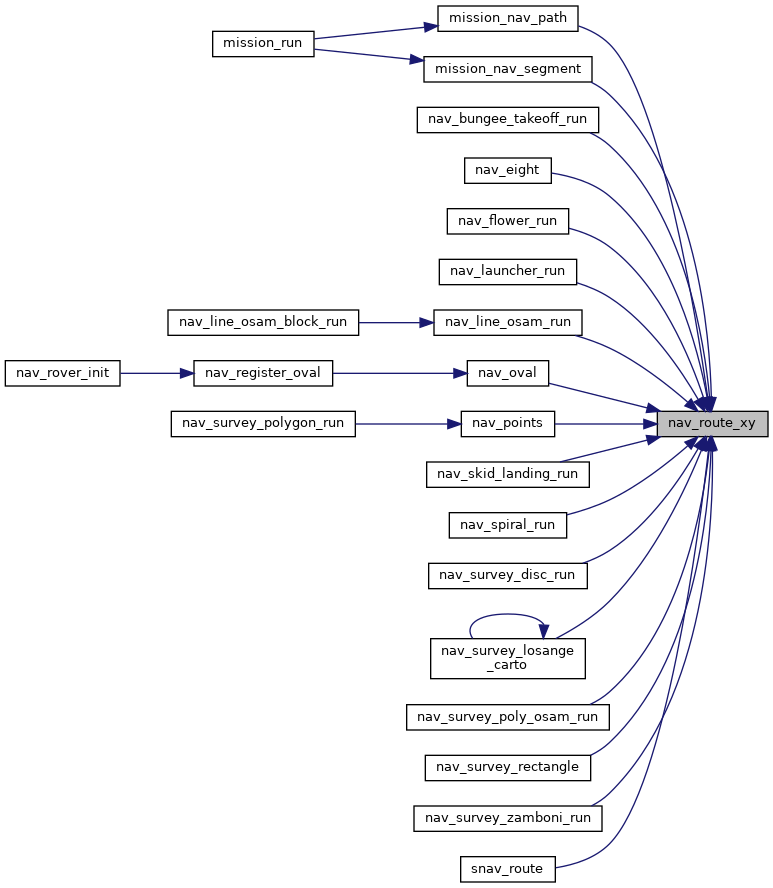 mission_nav_path
mission_run
mission_nav_segment
nav_bungee_takeoff_run
nav_eight
nav_flower_run
nav_launcher_run
nav_line_osam_block_run
nav_line_osam_run
nav_rover_init
nav_register_oval
nav_oval
nav_survey_polygon_run
nav_points
nav_route_xy
nav_skid_landing_run
nav_spiral_run
nav_survey_disc_run
nav_survey_losange
_carto
nav_survey_poly_osam_run
nav_survey_rectangle
nav_survey_zamboni_run
snav_route